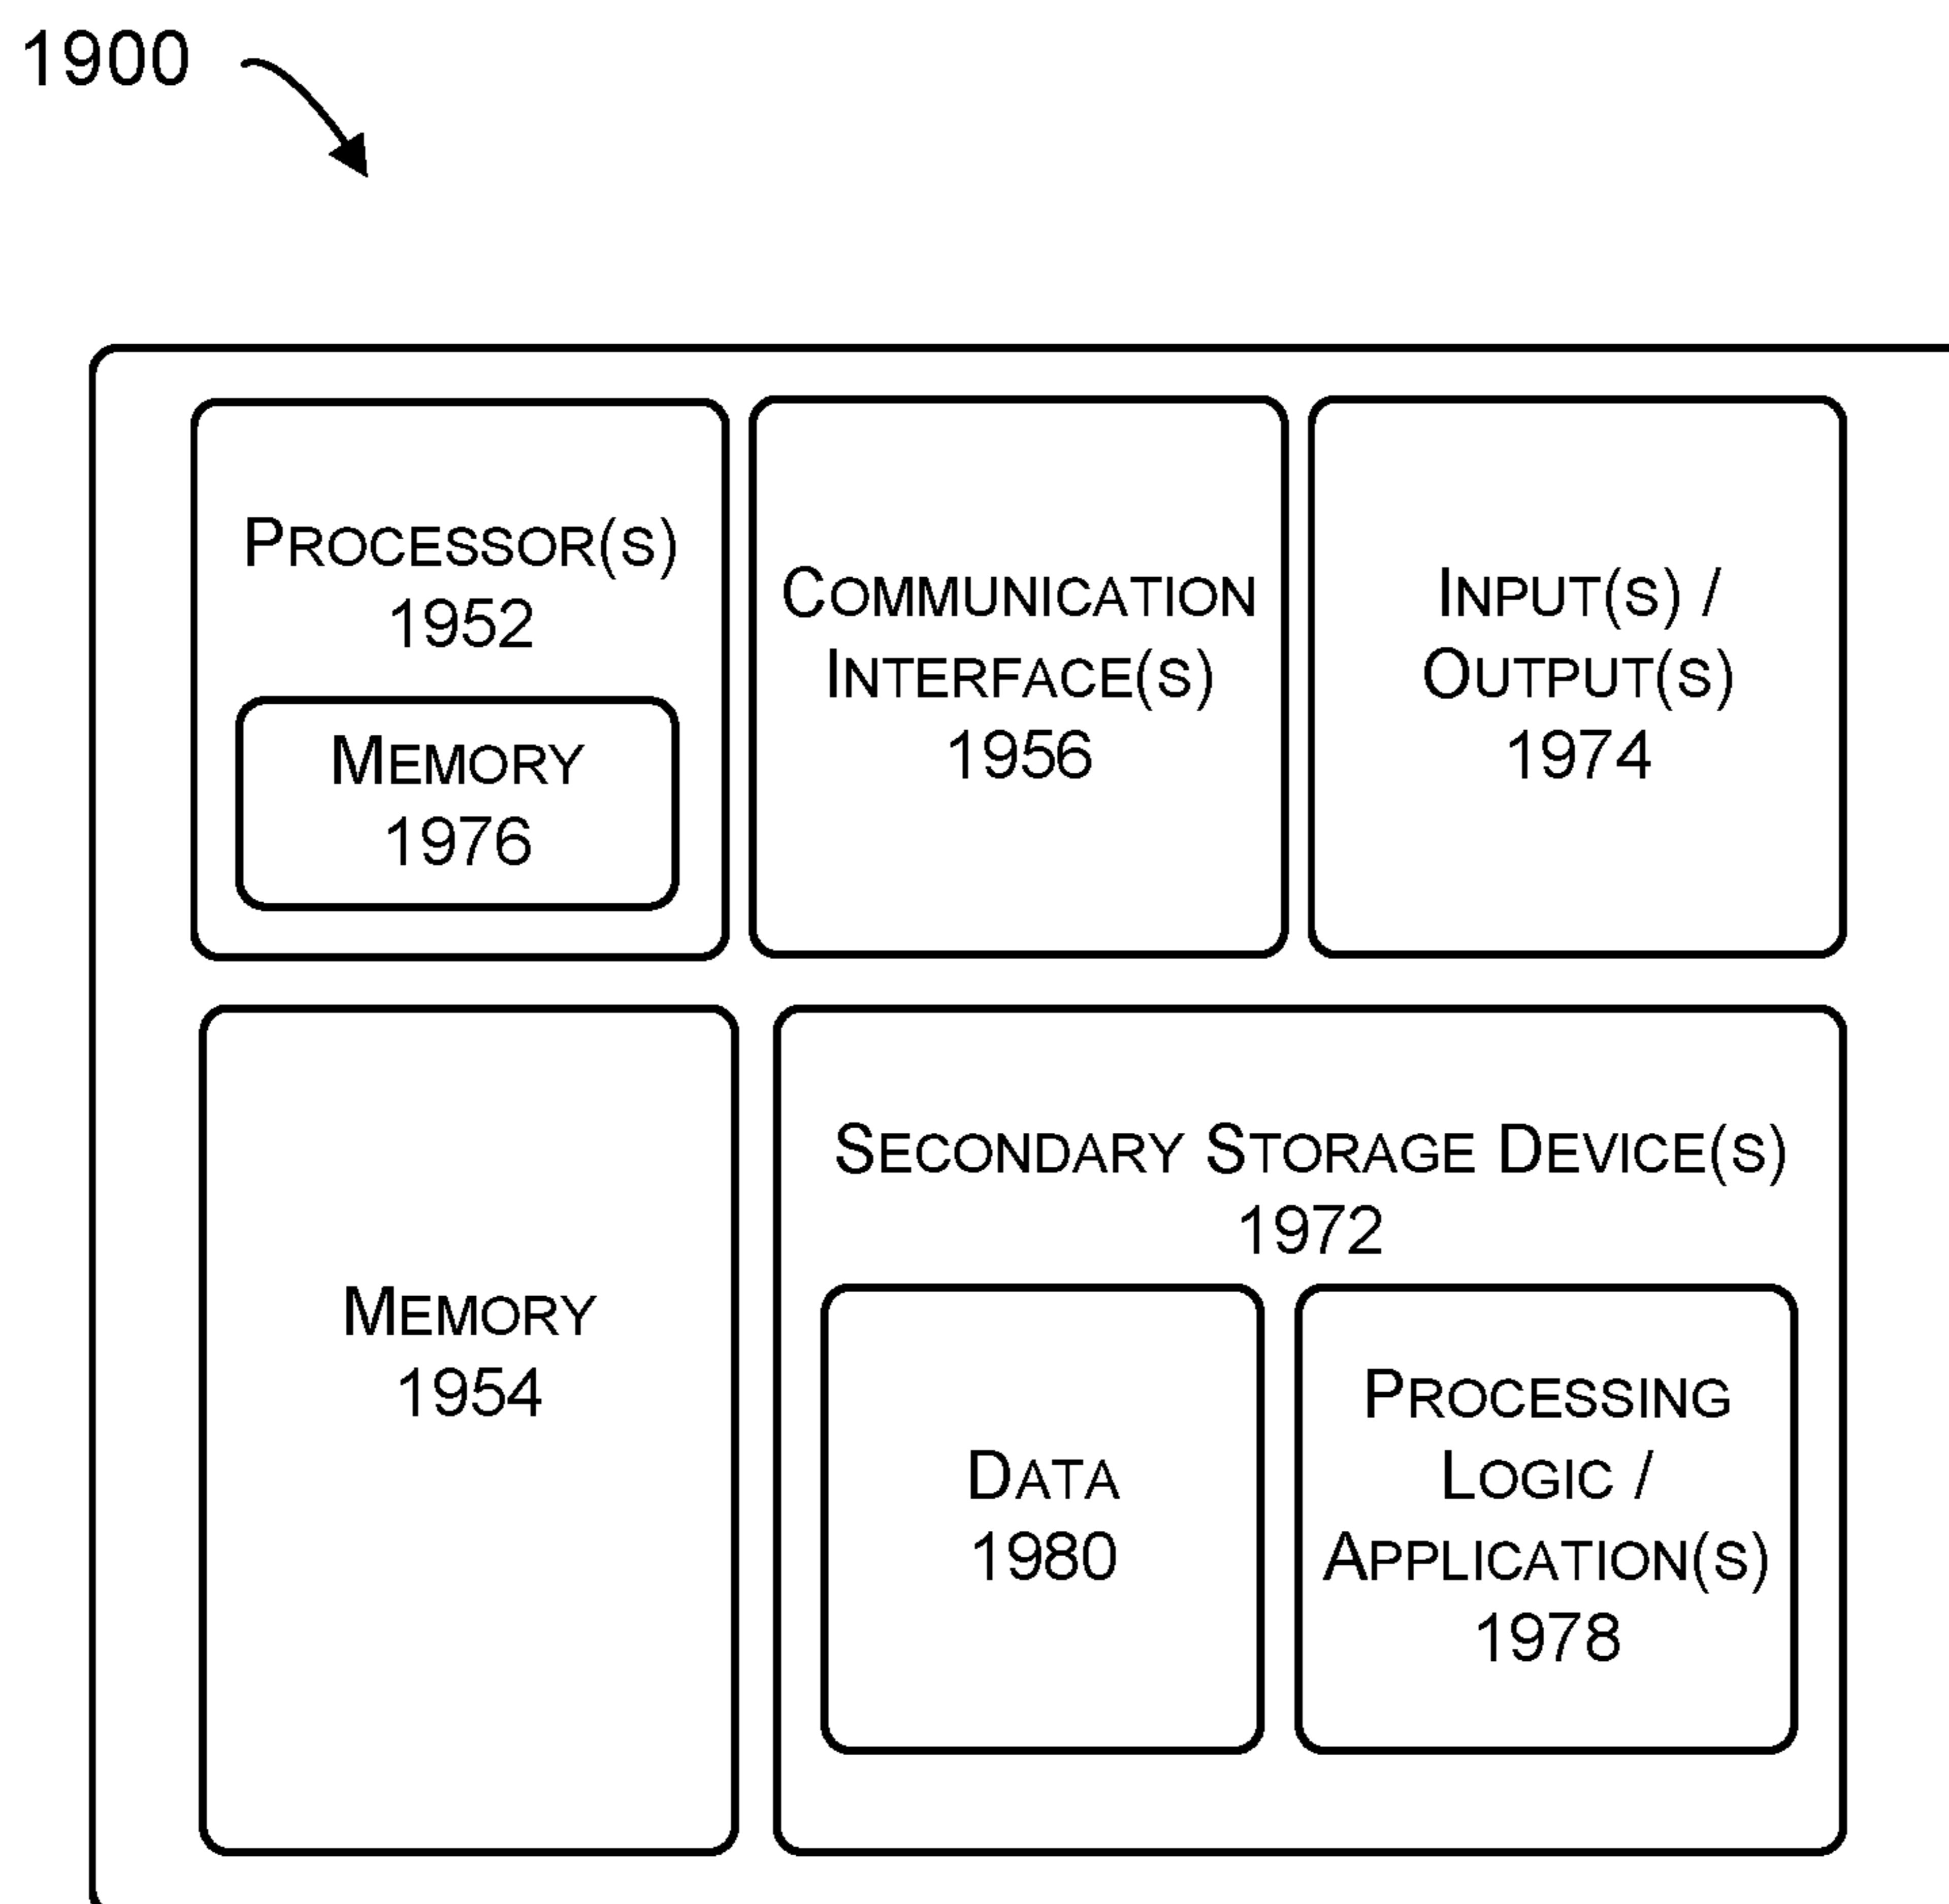 1900
PROCESSOR(S)
1952
MEMORY
1976
COMMUNICATION
INTERFACE(S)
1956
INPUT(S) /
OUTPUT(S)
1974
MEMORY
1954
SECONDARY STORAGE DEVICE(S)
1972
DATA
1980
PROCESSING
LOGIC /
APPLICATION(S)
1978